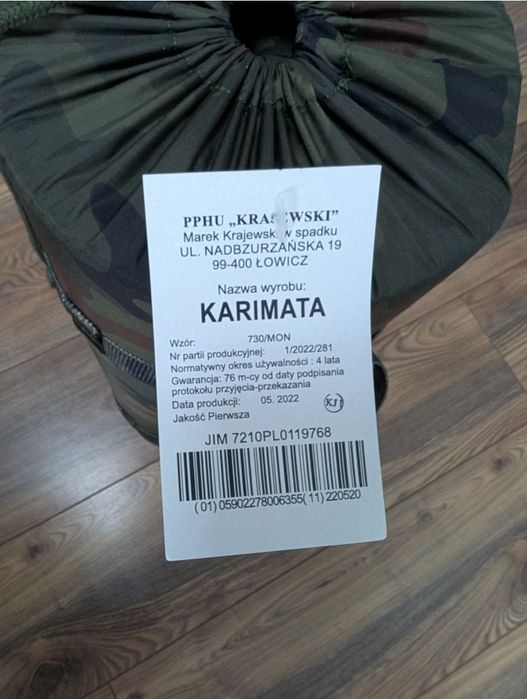 PPHU „KRAJEWSKI”
Marek Krajewski w spadku
UL. NADBZURZAŃSKA 19
99-400 ŁOWICZ
Nazwa wyrobu:
KARIMATA
Wzór: 730/MON
Nr partii produkcyjnej: 1/2022/281
Normatywny okres używalności : 4 lata
Gwarancja: 76 m-cy od daty podpisania
protokołu przyjęcia-przekazania
Data produkcji: 05. 2022
KJ1
Jakość Pierwsza
JIM 7210PL0119768
(01)05902278006355(11)220520